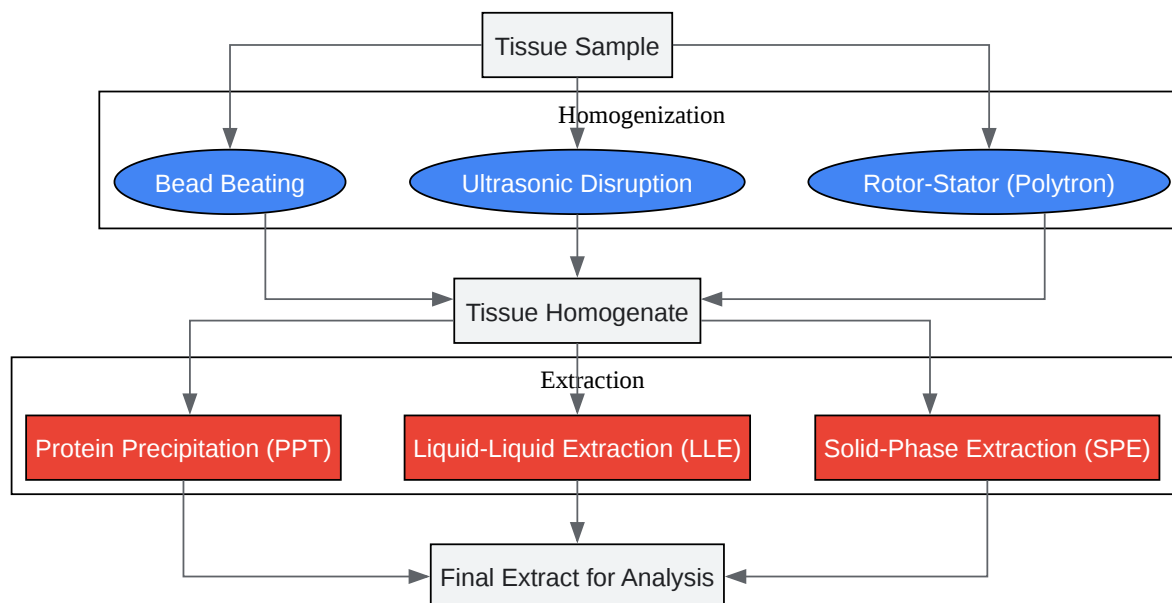 Tissue Sample
Homogenization
Bead Beating
Ultrasonic Disruption
Rotor-Stator (Polytron)
Tissue Homogenate
Extraction
Protein Precipitation (PPT)
Liquid-Liquid Extraction (LLE)
Solid-Phase Extraction (SPE)
Final Extract for Analysis